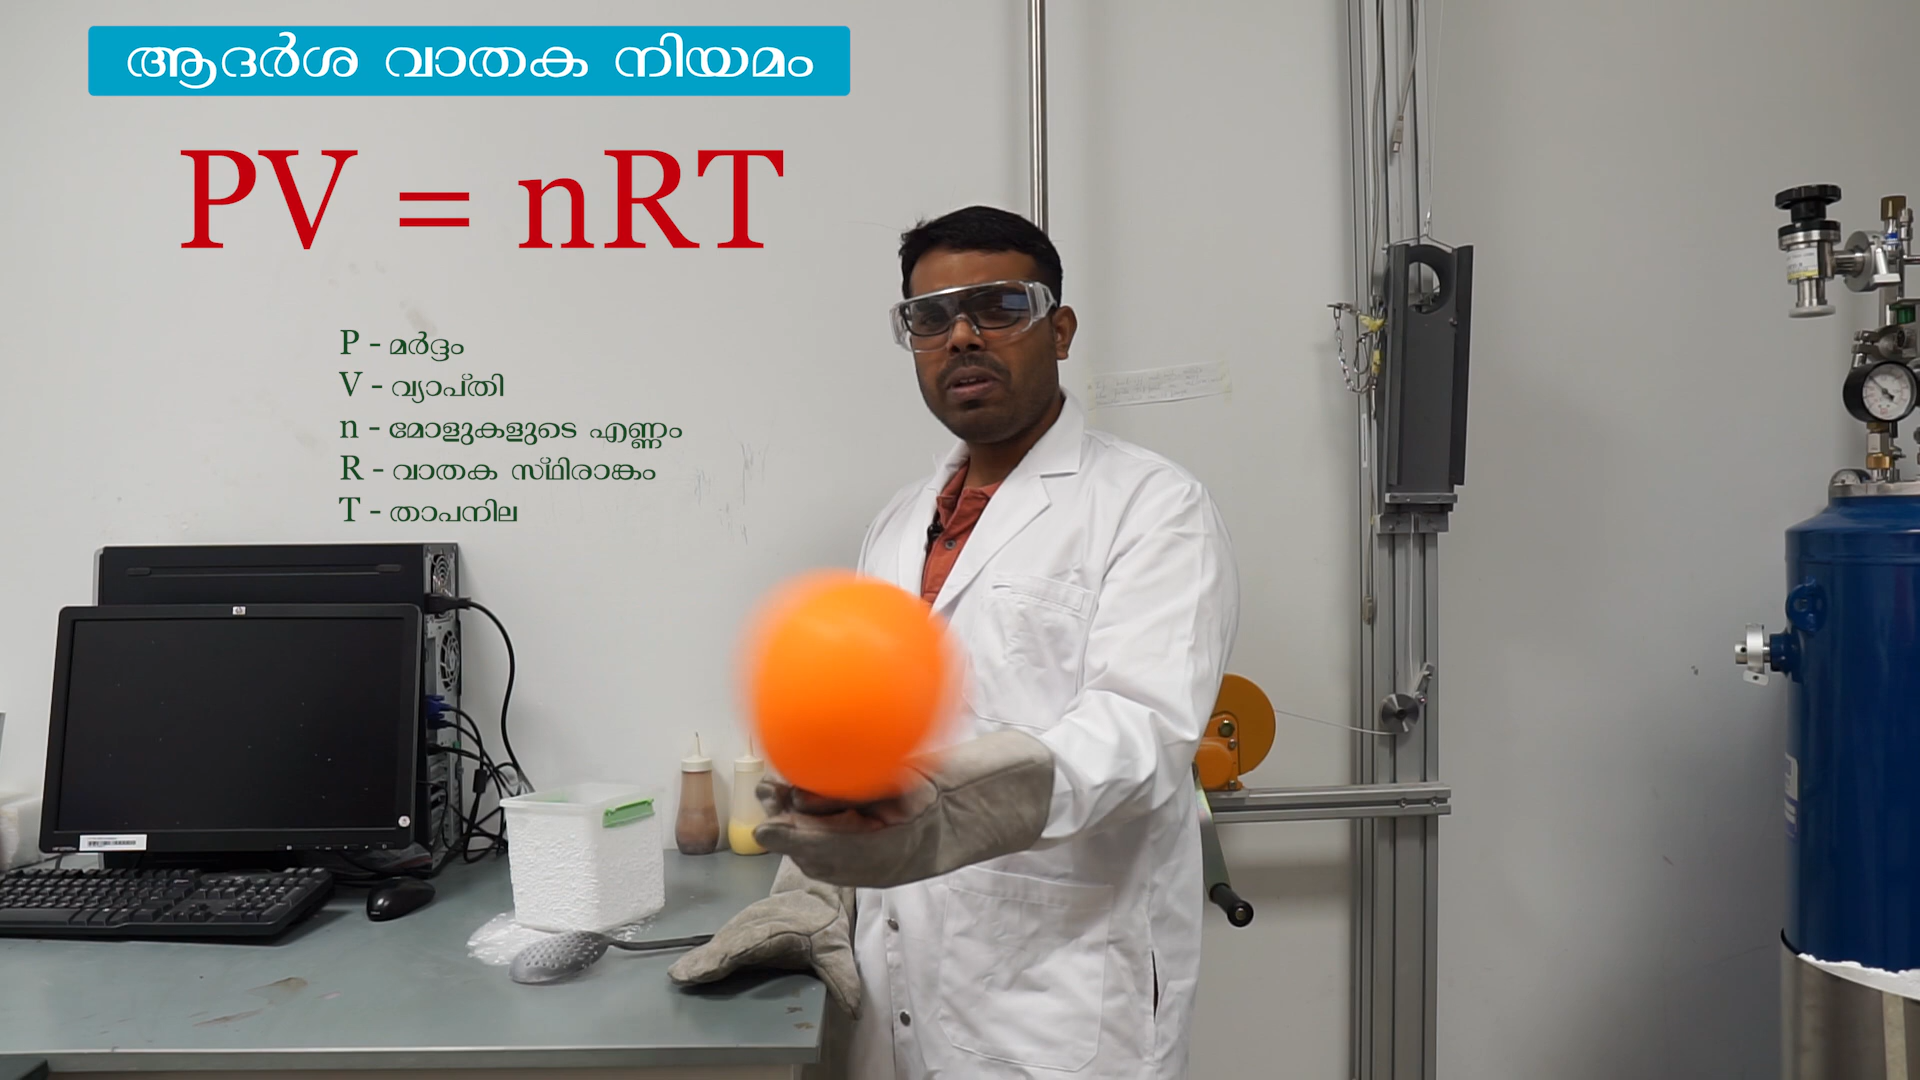 ആദർശ വാതക നിയമം
PV = nRT
P - മർദ്ദം
V - വ്യാപ്തി
n - മോളുകളുടെ എണ്ണം
R - വാതക സ്ഥിരാങ്കം
T - താപനില